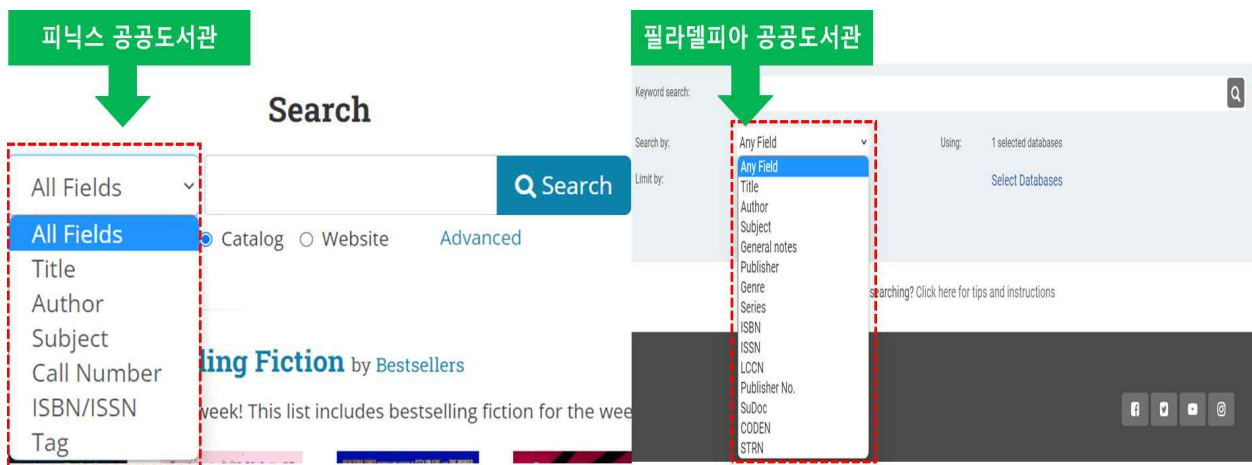 피닉스 공공도서관
Search
All Fields
Search
All Fields
Title
Author
Subject
Call Number
ISBN/ISSN
Tag
Catalog
Website
Advanced
ling Fiction by Bestsellers
week! This list includes bestselling fiction for the wee
필라델피아 공공도서관
Keyword search:
Search by:
Any Field
Using:
1 selected databases
Limit by:
Select Databases
Any Field
Title
Author
Subject
General notes
Publisher
Genre
Series
ISBN
ISSN
LCCN
Publisher No.
SuDoc
CODEN
STRN
searching? Click here for tips and instructions